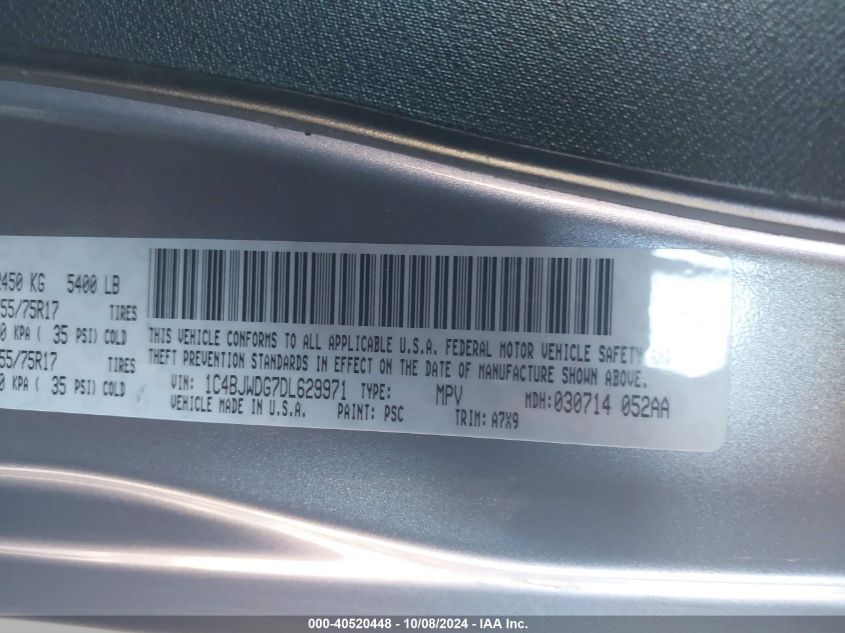 2450 KG 5400 LB
55/75R17 TIRES
0 KPA ( 35 PSI) COLD
55/75R17 TIRES
0 KPA ( 35 PSI) COLD
THIS VEHICLE CONFORMS TO ALL APPLICABLE U.S.A. FEDERAL MOTOR VEHICLE SAFETY AND
THEFT PREVENTION STANDARDS IN EFFECT ON THE DATE OF MANUFACTURE SHOWN ABOVE.
VIN: 1C4BJWDG7DL629971 TYPE: MPV MDH:030714 052AA
VEHICLE MADE IN U.S.A. PAINT: PSC TRIM: A7X9
000-40520448 - 10/08/2024 - IAA Inc.